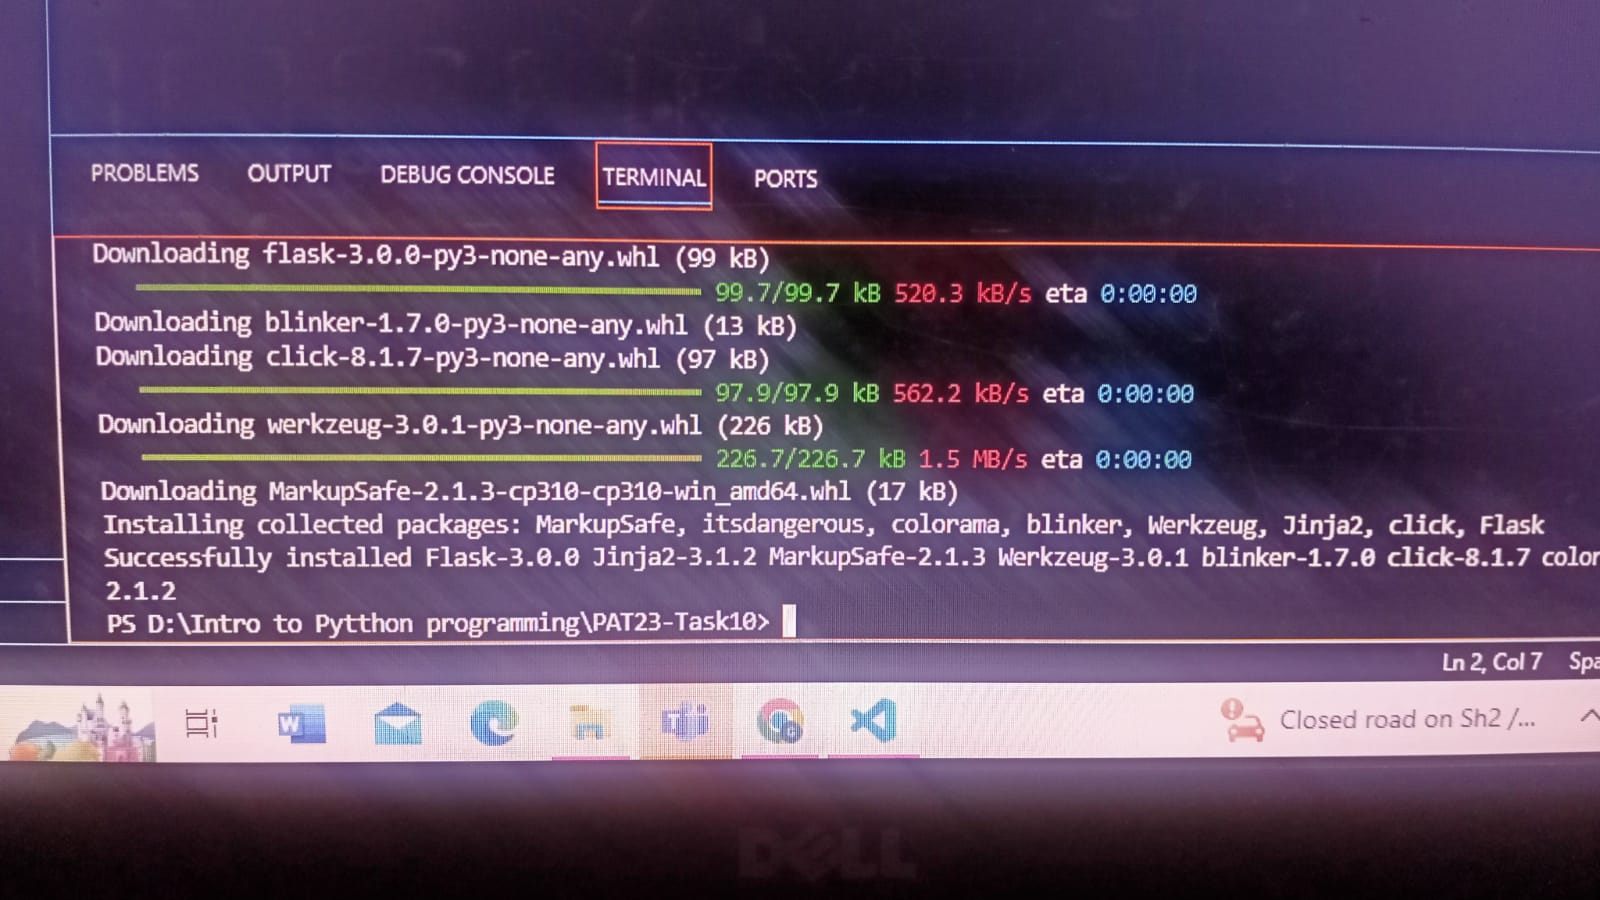 PROBLEMS OUTPUT DEBUG CONSOLE TERMINAL PORTS
Downloading flask-3.0.0-py3-none-any.whl (99 kB)
99.7/99.7 kB 520.3 kB/s eta 0:00:00
Downloading blinker-1.7.0-py3-none-any.whl (13 kB)
Downloading click-8.1.7-py3-none-any.whl (97 kB)
97.9/97.9 kB 562.2 kB/s eta 0:00:00
Downloading werkzeug-3.0.1-py3-none-any.whl (226 kB)
226.7/226.7 kB 1.5 MB/s eta 0:00:00
Downloading MarkupSafe-2.1.3-cp310-cp310-win_amd64.whl (17 kB)
Installing collected packages: MarkupSafe, itsdangerous, colorama, blinker, Werkzeug, Jinja2, click, Flask
Successfully installed Flask-3.0.0 Jinja2-3.1.2 MarkupSafe-2.1.3 Werkzeug-3.0.1 blinker-1.7.0 click-8.1.7 color
2.1.2
PS D:\Intro to Pytthon programming\PAT23-Task10>
Ln 2, Col 7 Spa
Closed road on Sh2 /...
DELL